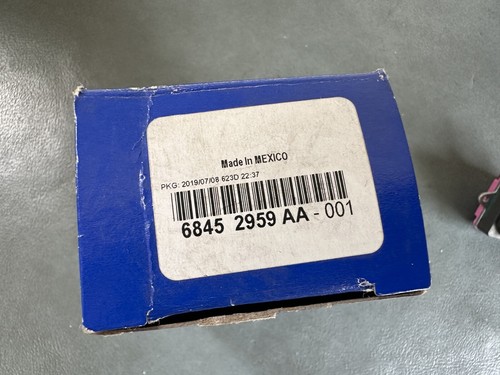 Made In MEXICO
PKG: 2019/07/08 623D 22:37
6845 2959 AA - 001